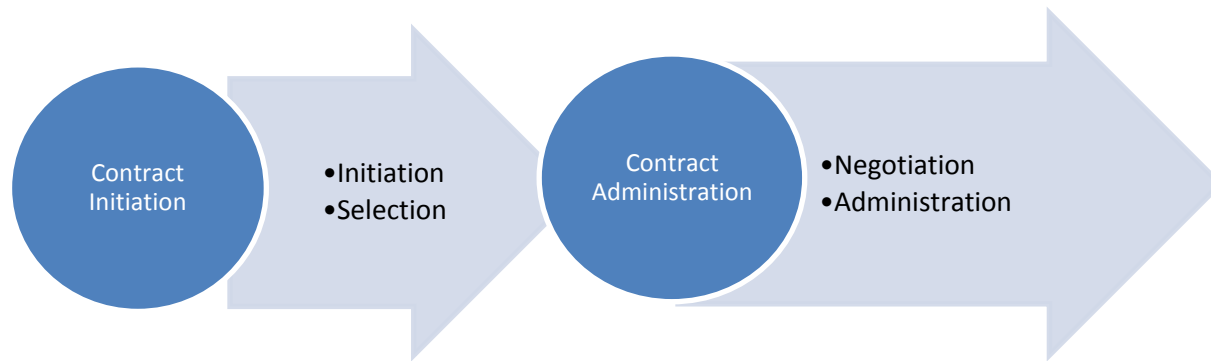 Contract
Initiation
•Initiation
•Selection
Contract
Administration
•Negotiation
•Administration